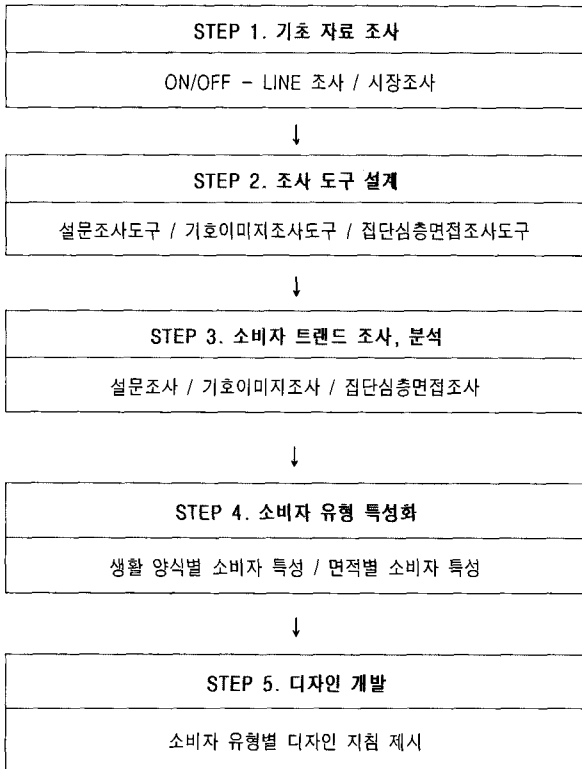 STEP 1. 기초 자료 조사
ON/OFF - LINE 조사 / 시장조사
↓
STEP 2. 조사 도구 설계
설문조사도구 / 기호이미지조사도구 / 집단심층면접조사도구
↓
STEP 3. 소비자 트랜드 조사, 분석
설문조사 / 기호이미지조사 / 집단심층면접조사
↓
STEP 4. 소비자 유형 특성화
생활 양식별 소비자 특성 / 면적별 소비자 특성
↓
STEP 5. 디자인 개발
소비자 유형별 디자인 지침 제시